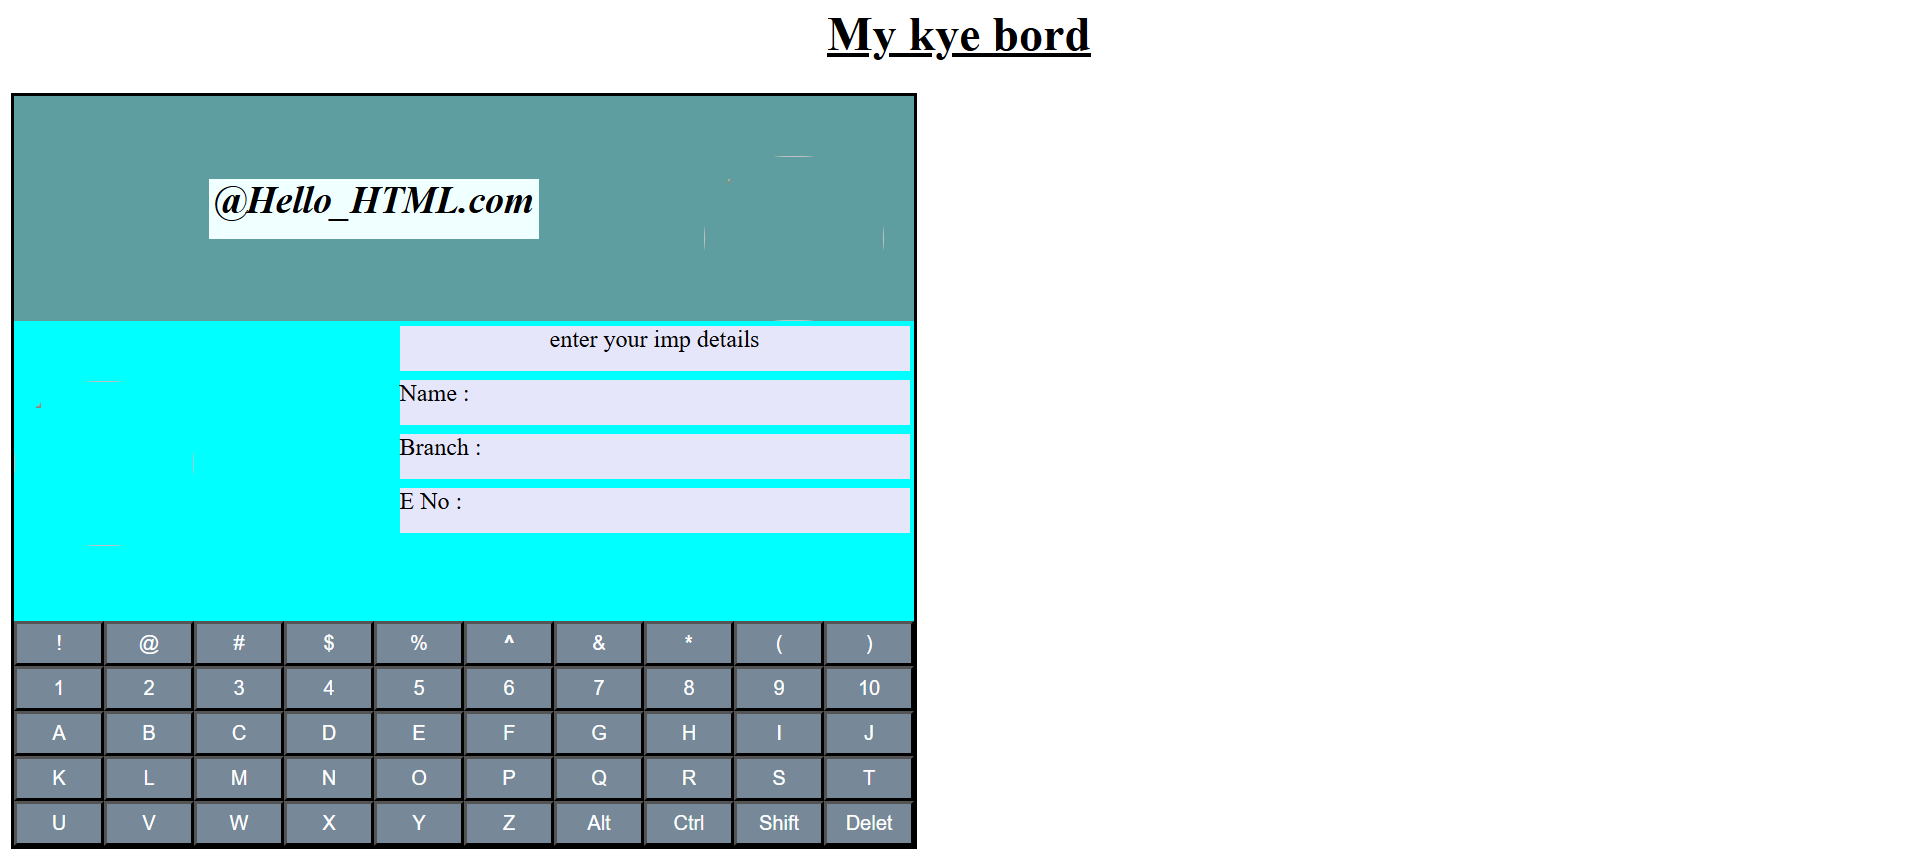 My kye bord
@Hello_HTML.com
enter your imp details
Name :
Branch :
E No :
! @ # $ % ^ & * ( )
1 2 3 4 5 6 7 8 9 10
A B C D E F G H I J
K L M N O P Q R S T
U V W X Y Z Alt Ctrl Shift Delet